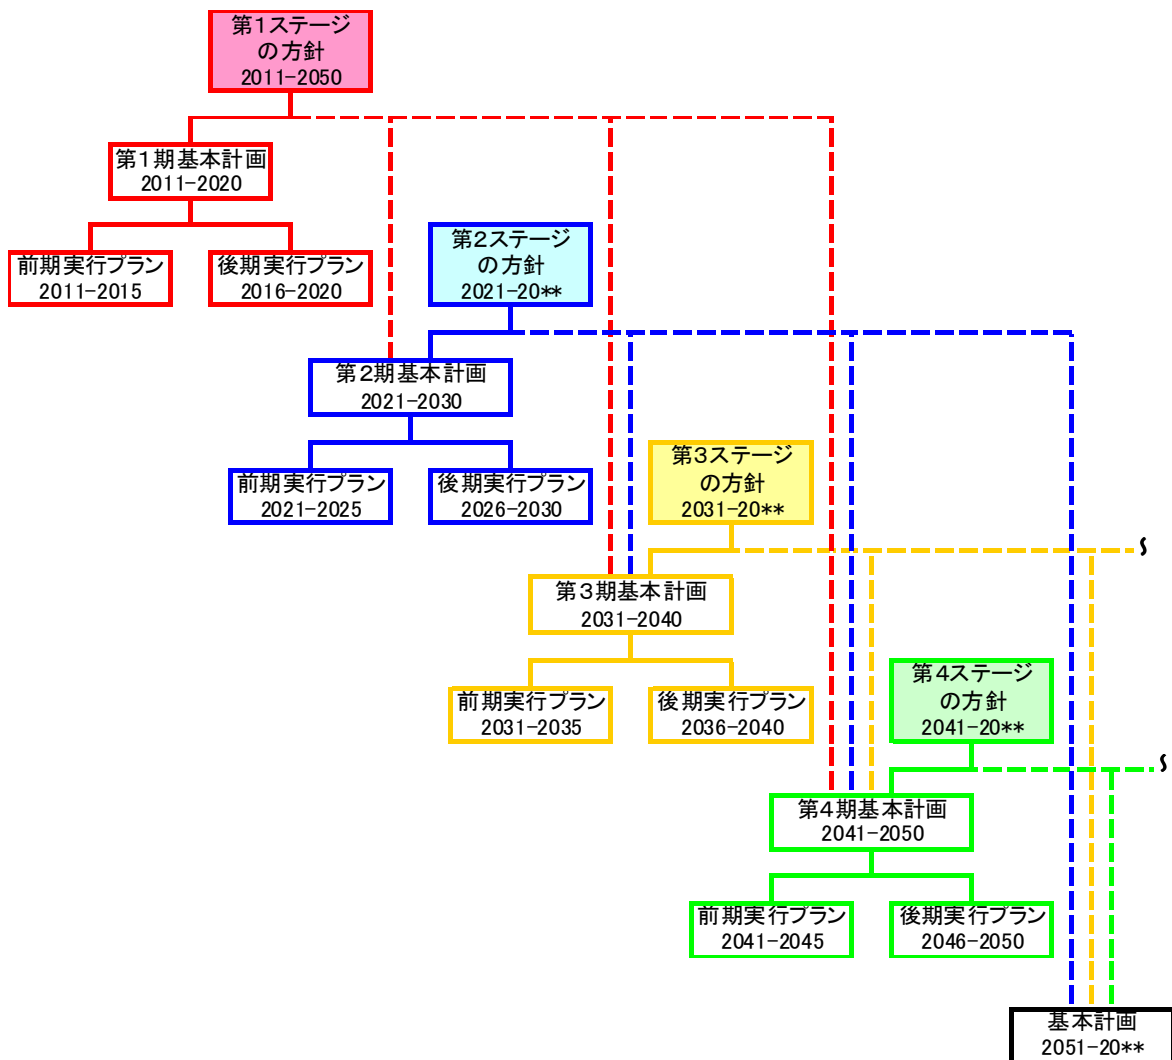 第1ステージ
の方針
2011-2050
第1期基本計画
2011-2020
前期実行プラン
2011-2015
後期実行プラン
2016-2020
第2ステージ
の方針
2021-20**
第2期基本計画
2021-2030
前期実行プラン
2021-2025
後期実行プラン
2026-2030
第3ステージ
の方針
2031-20**
第3期基本計画
2031-2040
前期実行プラン
2031-2035
後期実行プラン
2036-2040
第4ステージ
の方針
2041-20**
第4期基本計画
2041-2050
前期実行プラン
2041-2045
後期実行プラン
2046-2050
基本計画
2051-20**